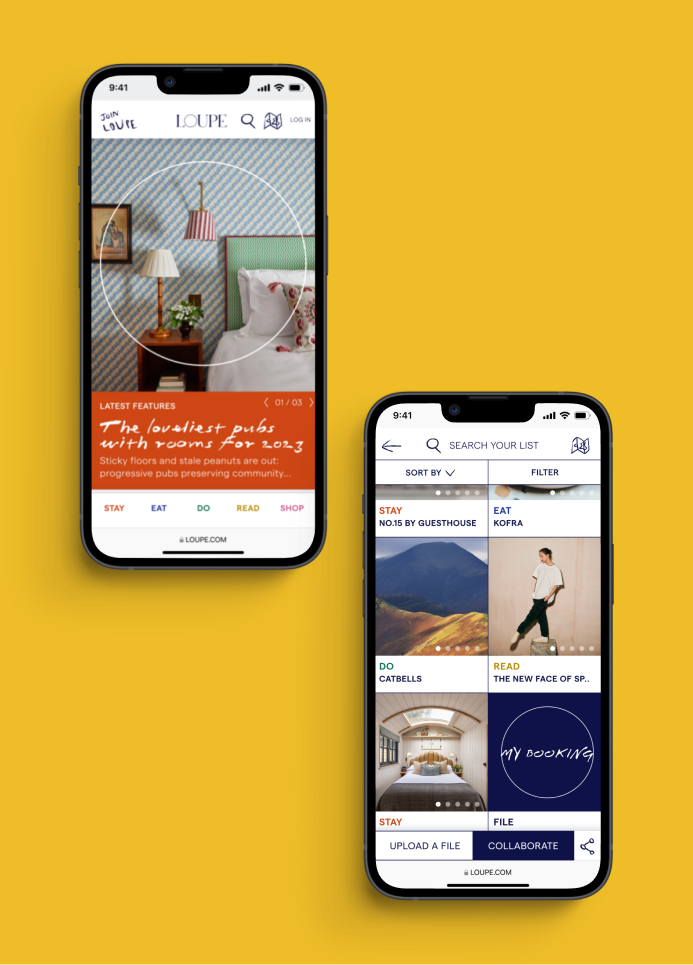 9:41
JOIN
LOUPE
LOUPE
LOG IN
LATEST FEATURES
01 / 03
The loveliest pubs
with rooms for 2023
Sticky floors and stale peanuts are out;
progressive pubs preserving community...
STAY
EAT
DO
READ
SHOP
LOUPE.COM
9:41
SEARCH YOUR LIST
SORT BY
FILTER
STAY
NO.15 BY GUESTHOUSE
EAT
KOFRA
DO
CATBELLS
READ
THE NEW FACE OF SP..
MY BOOKING
STAY
FILE
UPLOAD A FILE
COLLABORATE
LOUPE.COM